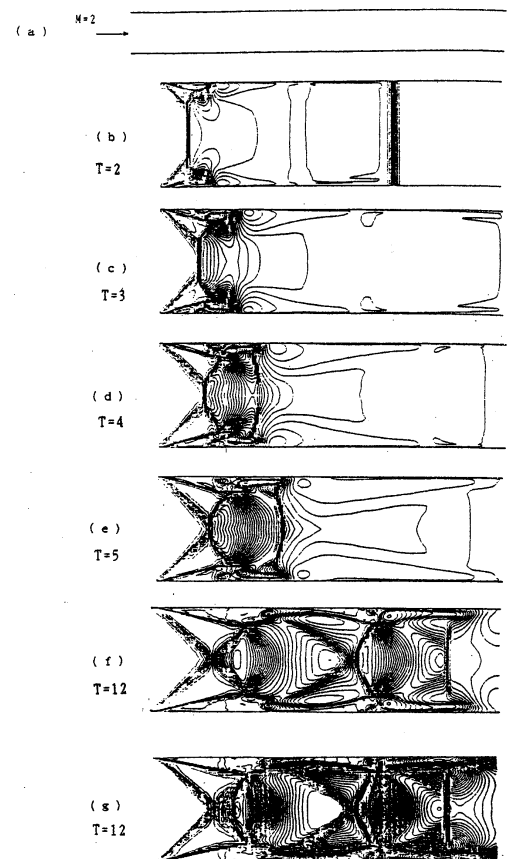 M=2
( a )
( b )
T=2
( c )
T=3
( d )
T=4
( e )
T=5
( f )
T=12
( g )
T=12